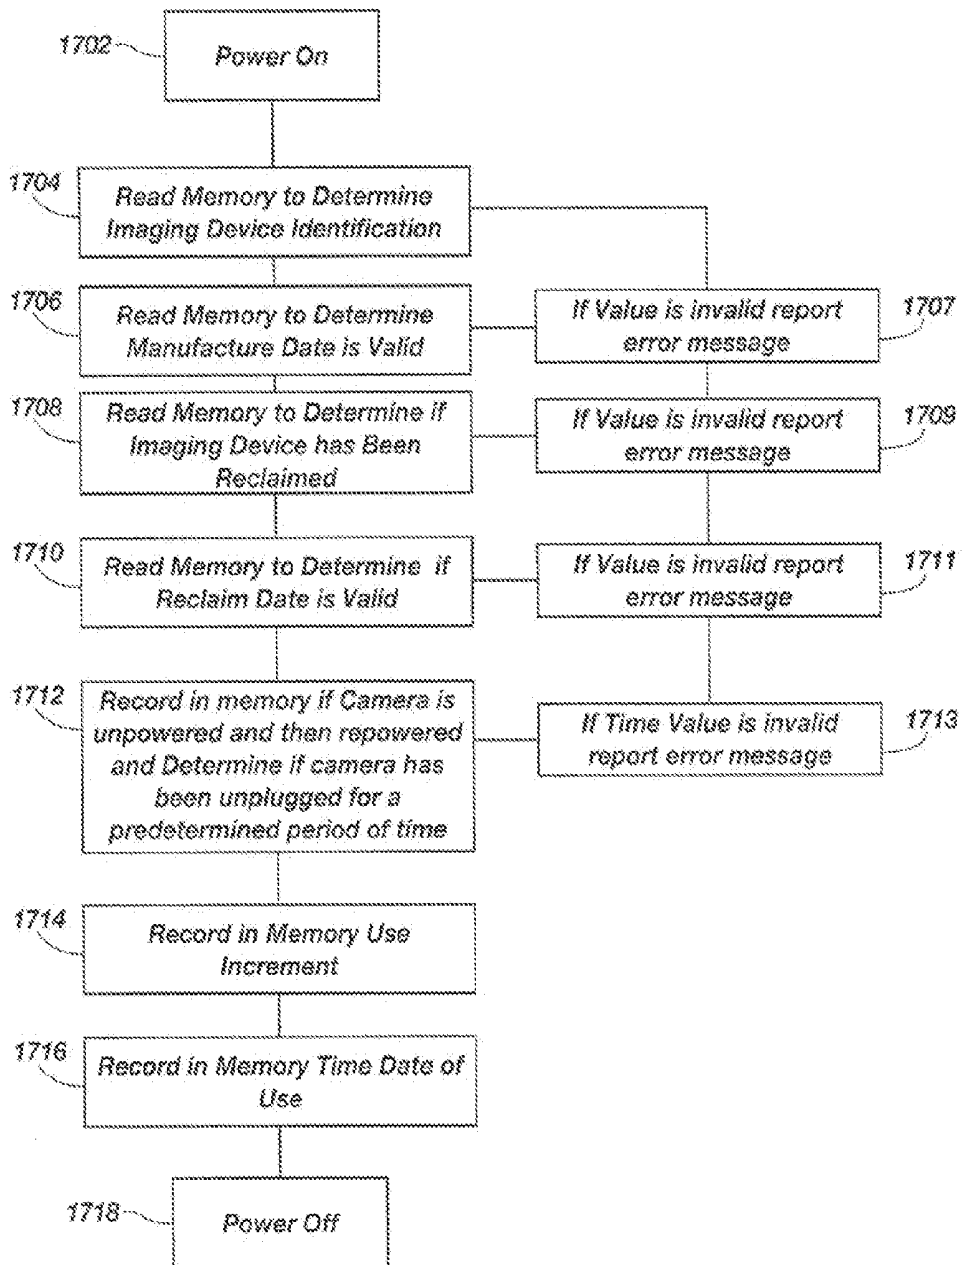 1702
Power On
1704
Read Memory to Determine
Imaging Device Identification
1706
Read Memory to Determine
Manufacture Date is Valid
If Value is invalid report
error message
1707
1708
Read Memory to Determine if
Imaging Device has Been
Reclaimed
If Value is invalid report
error message
1709
1710
Read Memory to Determine if
Reclaim Date is Valid
If Value is invalid report
error message
1711
1712
Record in memory if Camera is
unpowered and then repowered
and Determine if camera has
been unplugged for a
predetermined period of time
If Time Value is invalid
report error message
1713
1714
Record in Memory Use
Increment
1716
Record in Memory Time Date of
Use
1718
Power Off